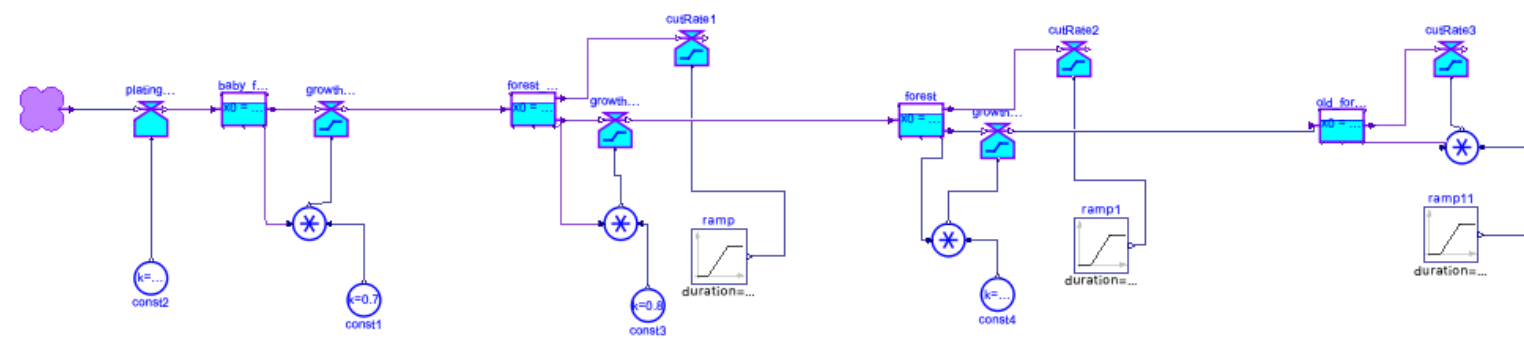 cutRate1
cutRate2
cutRate3
plating...
baby_f...
growth...
forest_...
growth...
forest
growth...
old_for...
x0 = ...
x0 = ...
x0 = ...
x0 = ...
ramp
ramp1
ramp11
k=...
const2
k=0.7
const1
k=0.8
const3
k=...
const4
duration=...
duration=...
duration=...